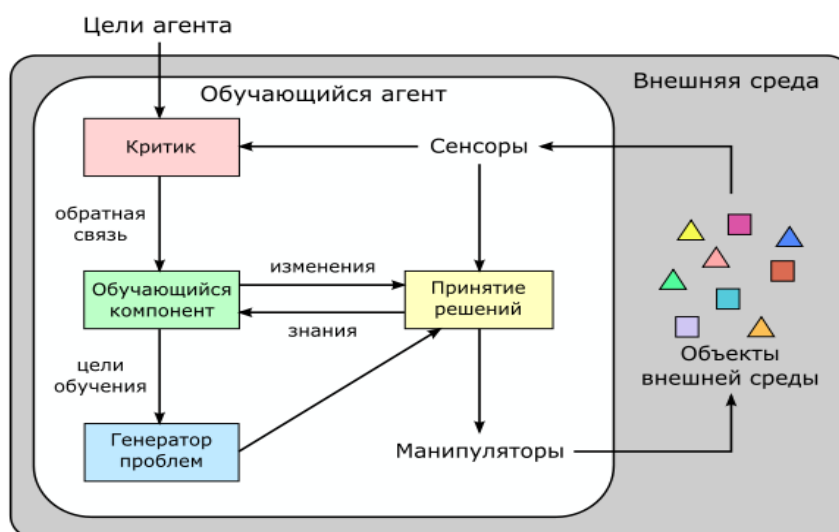 Цели агента
Внешняя среда
Обучающийся агент
Критик
Сенсоры
обратная
связь
изменения
Обучающийся
компонент
Принятие
решений
знания
цели
обучения
Объекты
внешней среды
Генератор
проблем
Манипуляторы